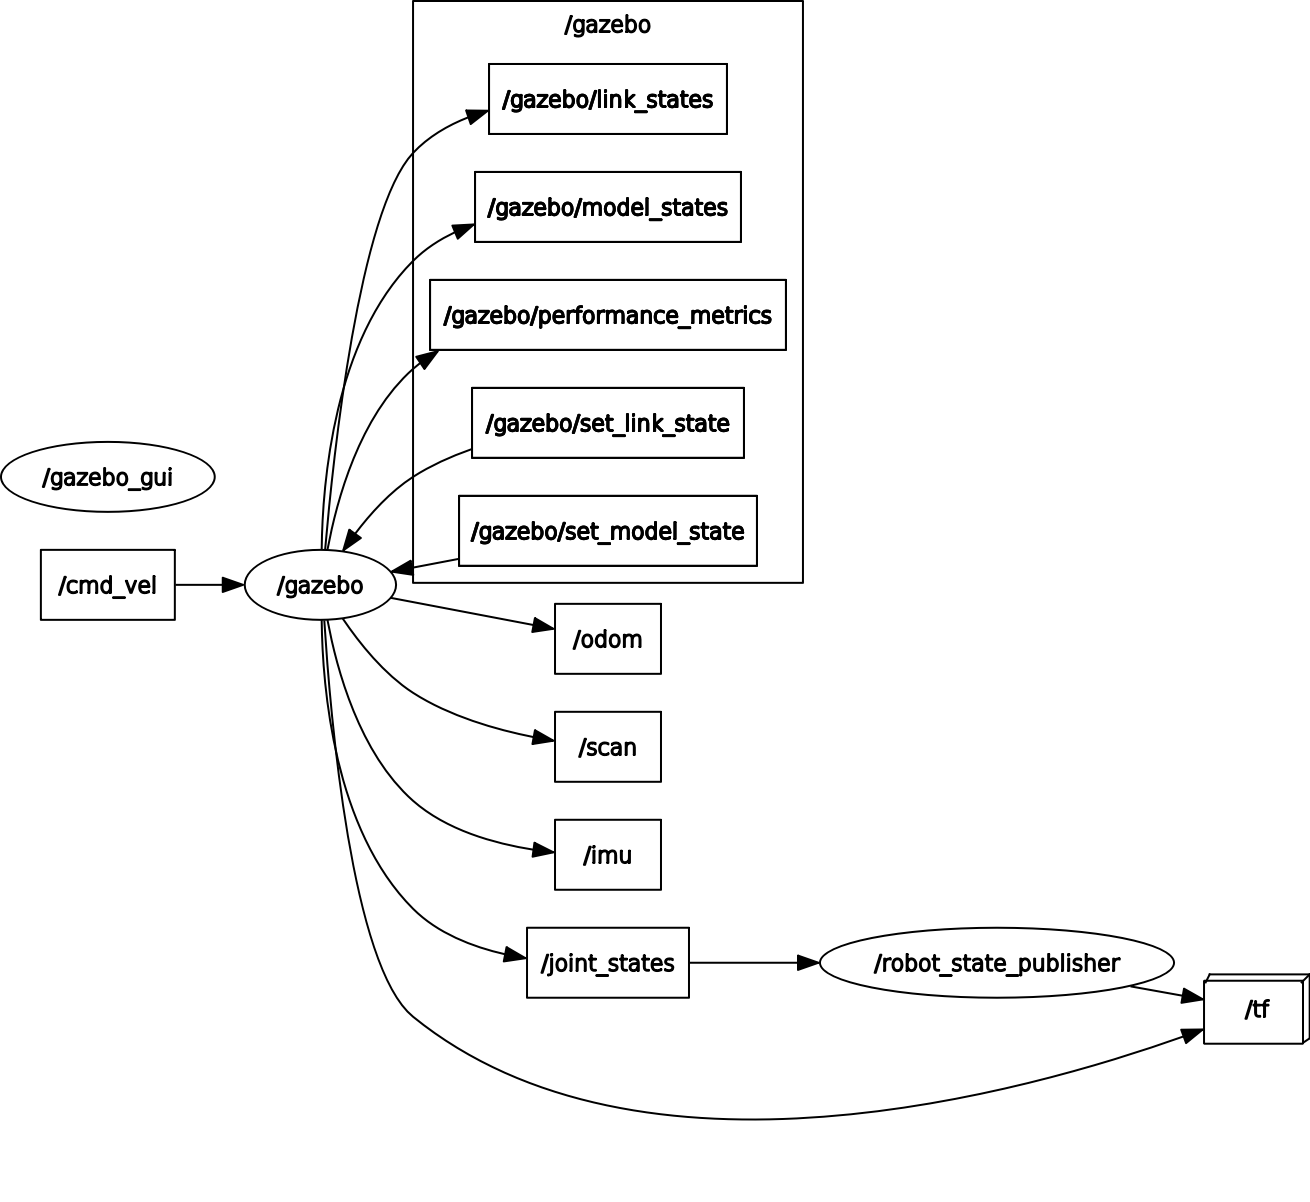 /gazebo
/gazebo/link_states
/gazebo/model_states
/gazebo/performance_metrics
/gazebo/set_link_state
/gazebo_gui
/gazebo/set_model_state
/cmd_vel
/gazebo
/odom
/scan
/imu
/joint_states
/robot_state_publisher
/tf